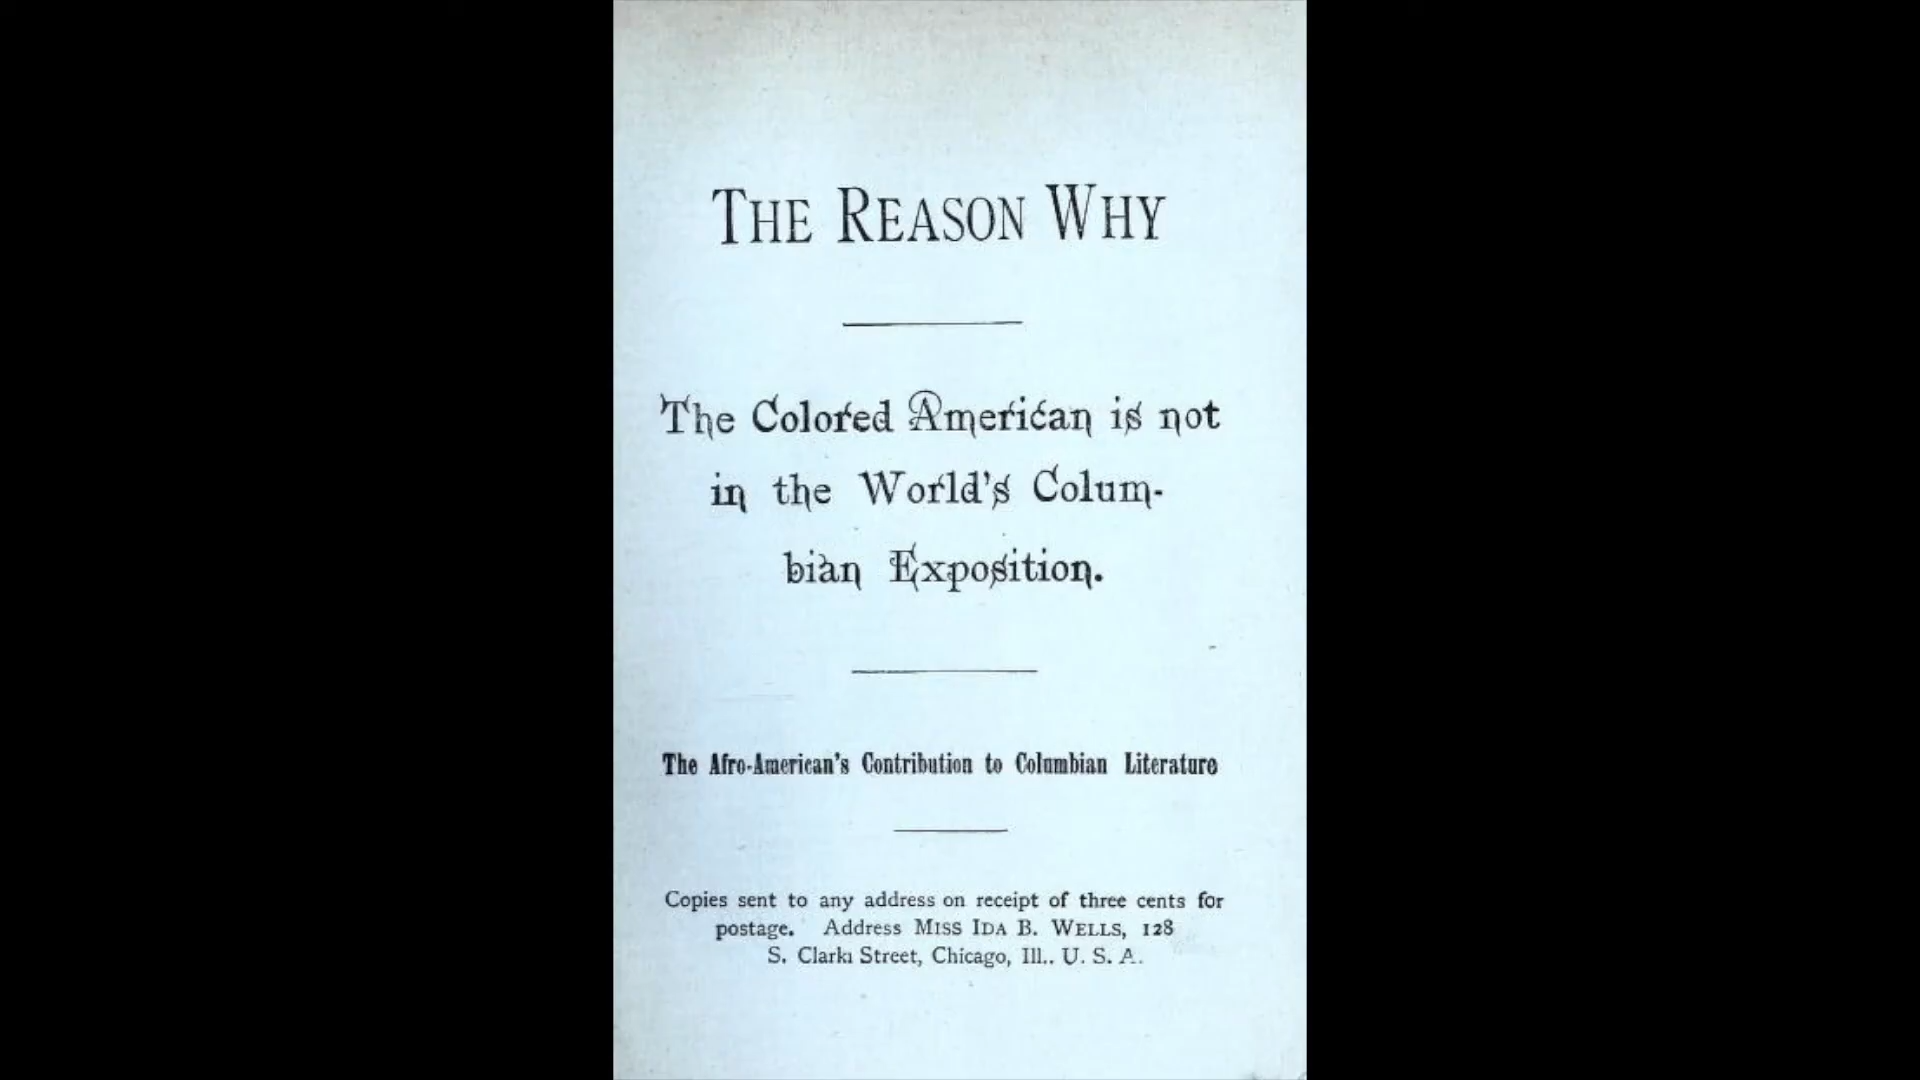 THE REASON WHY
The Colored American is not
in the World's Colum-
bian Exposition.
The Afro-American's Contribution to Columbian Literature
Copies sent to any address on receipt of three cents for
postage. Address MISS IDA B. WELLS, 128
S. Clark Street, Chicago, Ill.. U. S. A.